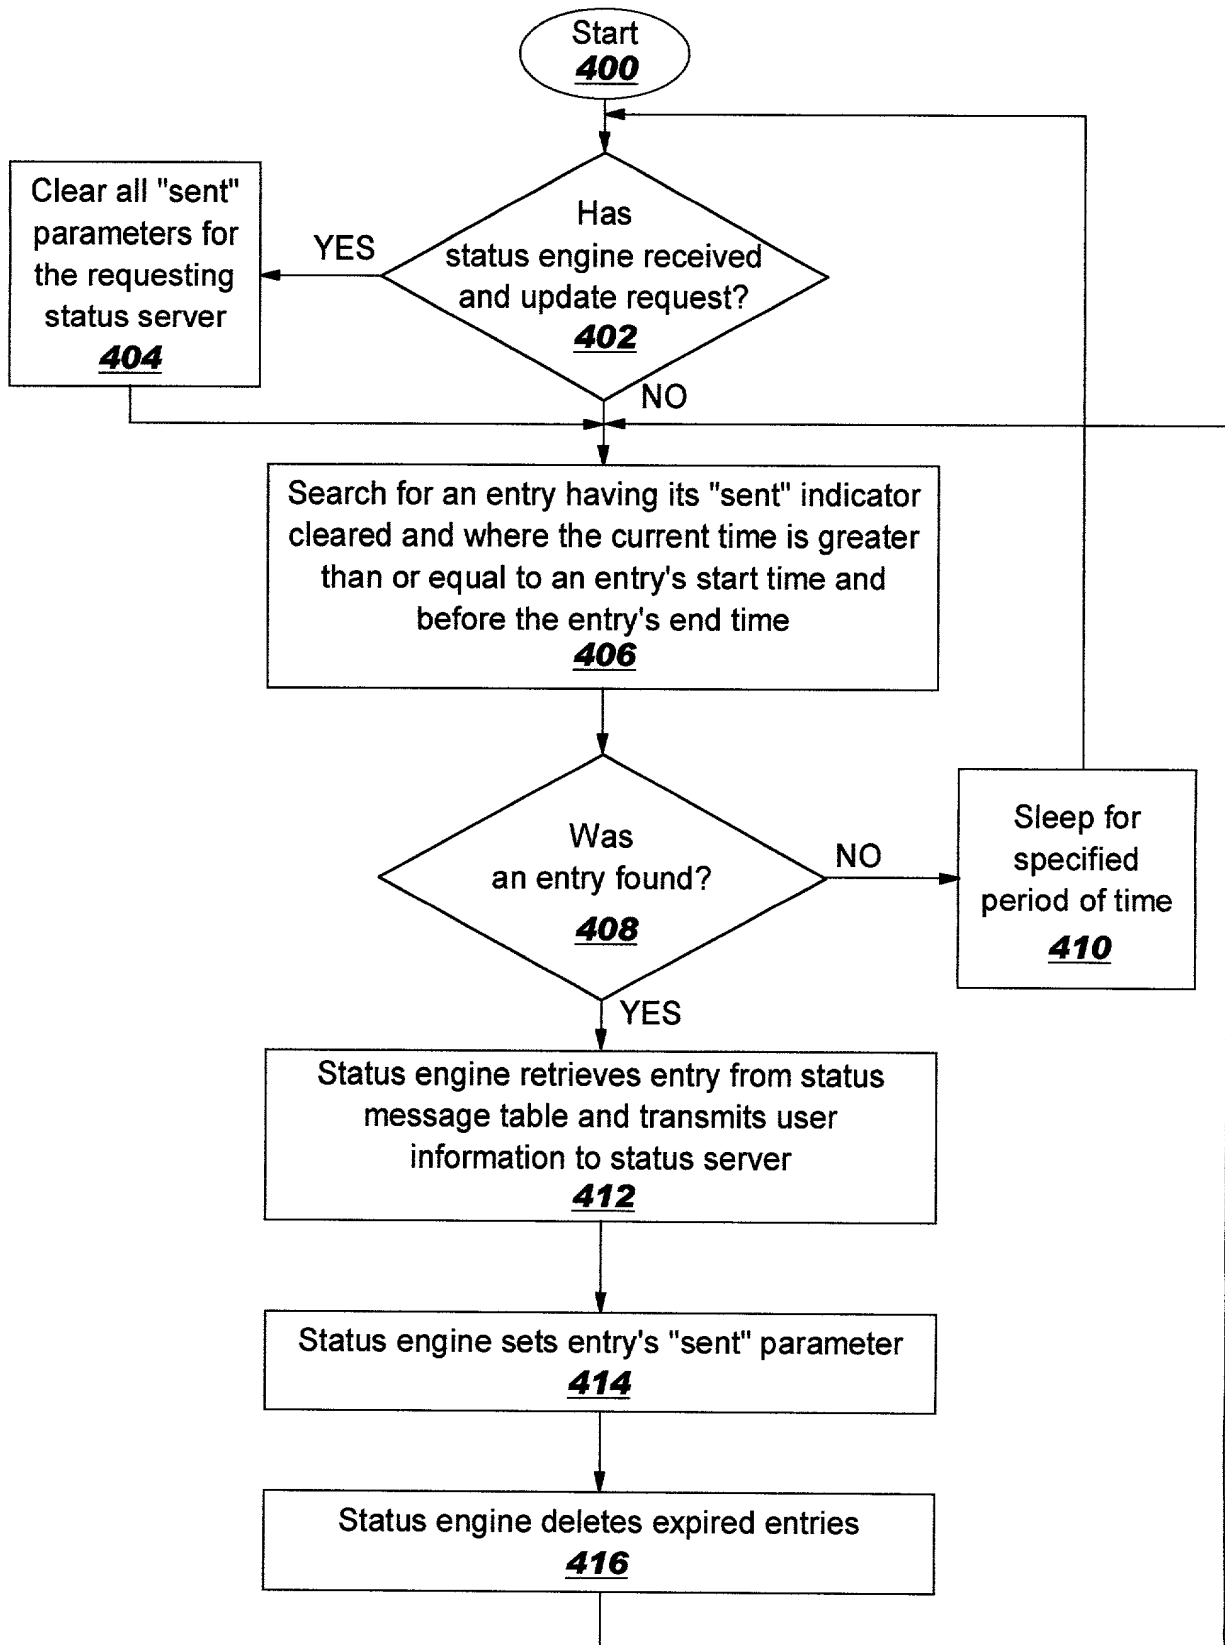 Start
400
Clear all "sent"
parameters for
the requesting
status server
404
YES
Has
status engine received
and update request?
402
NO
Search for an entry having its "sent" indicator
cleared and where the current time is greater
than or equal to an entry's start time and
before the entry's end time
406
Was
an entry found?
408
NO
Sleep for
specified
period of time
410
YES
Status engine retrieves entry from status
message table and transmits user
information to status server
412
Status engine sets entry's "sent" parameter
414
Status engine deletes expired entries
416